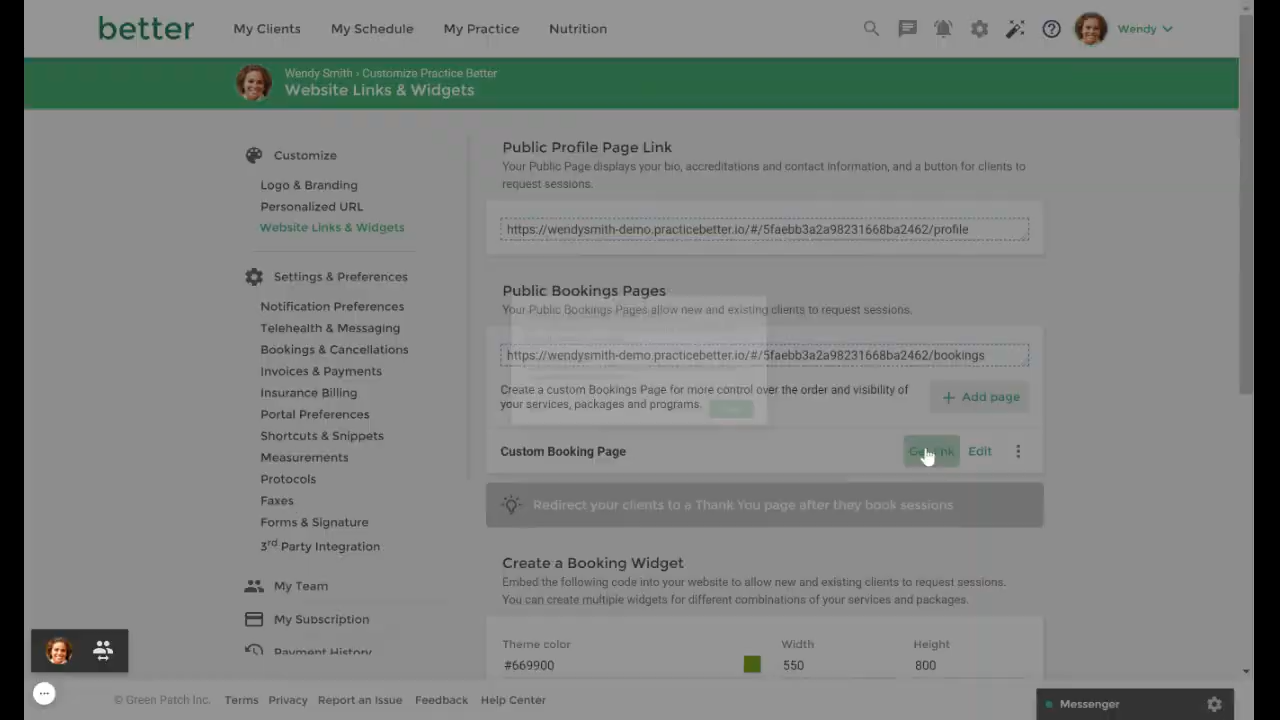 better
My Clients
My Schedule
My Practice
Nutrition
Wendy
Wendy Smith › Customize Practice Better
Website Links & Widgets
Customize
Logo & Branding
Personalized URL
Website Links & Widgets
Settings & Preferences
Notification Preferences
Telehealth & Messaging
Bookings & Cancellations
Invoices & Payments
Insurance Billing
Portal Preferences
Shortcuts & Snippets
Measurements
Protocols
Faxes
Forms & Signature
3rd Party Integration
My Team
My Subscription
Payment History
Public Profile Page Link
Your Public Page displays your bio, accreditations and contact information, and a button for clients to
request sessions.
https://wendysmith-demo.practicebetter.io/#/5faebb3a2a98231668ba2462/profile
Public Bookings Pages
Your Public Bookings Pages allow new and existing clients to request sessions.
https://wendysmith-demo.practicebetter.io/#/5faebb3a2a98231668ba2462/bookings
Create a custom Bookings Page for more control over the order and visibility of
your services, packages and programs.
+ Add page
Custom Booking Page
Get link
Edit
Redirect your clients to a Thank You page after they book sessions
Create a Booking Widget
Embed the following code into your website to allow new and existing clients to request sessions.
You can create multiple widgets for different combinations of your services and packages.
Theme color
#669900
Width
550
Height
800
© Green Patch Inc.
Terms
Privacy
Report an Issue
Feedback
Help Center
Messenger